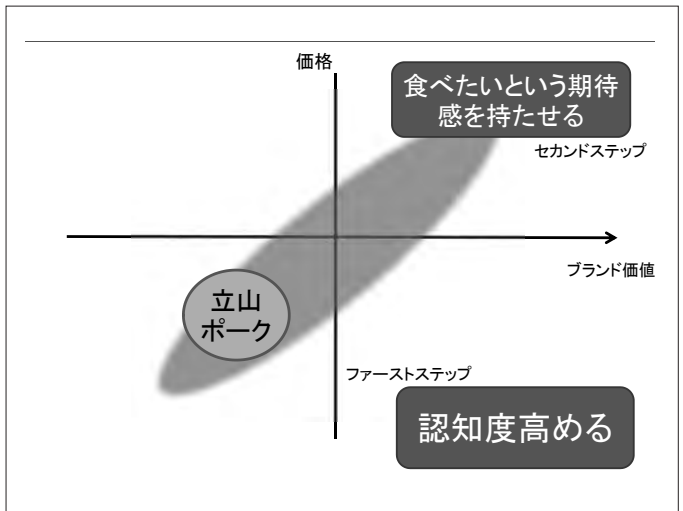 価格
食べたいという期待
感を持たせる
セカンドステップ
ブランド価値
立山
ポーク
ファーストステップ
認知度高める